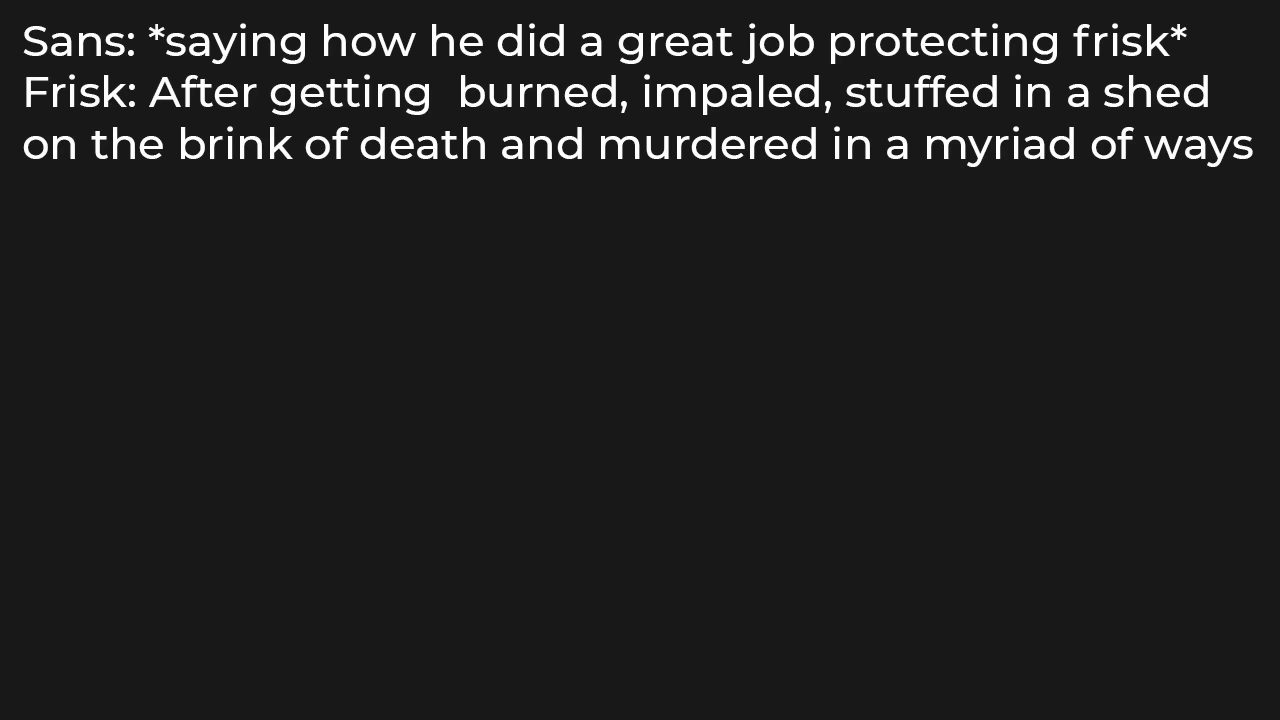 Sans: *saying how he did a great job protecting frisk*
Frisk: After getting  burned, impaled, stuffed in a shed
on the brink of death and murdered in a myriad of ways